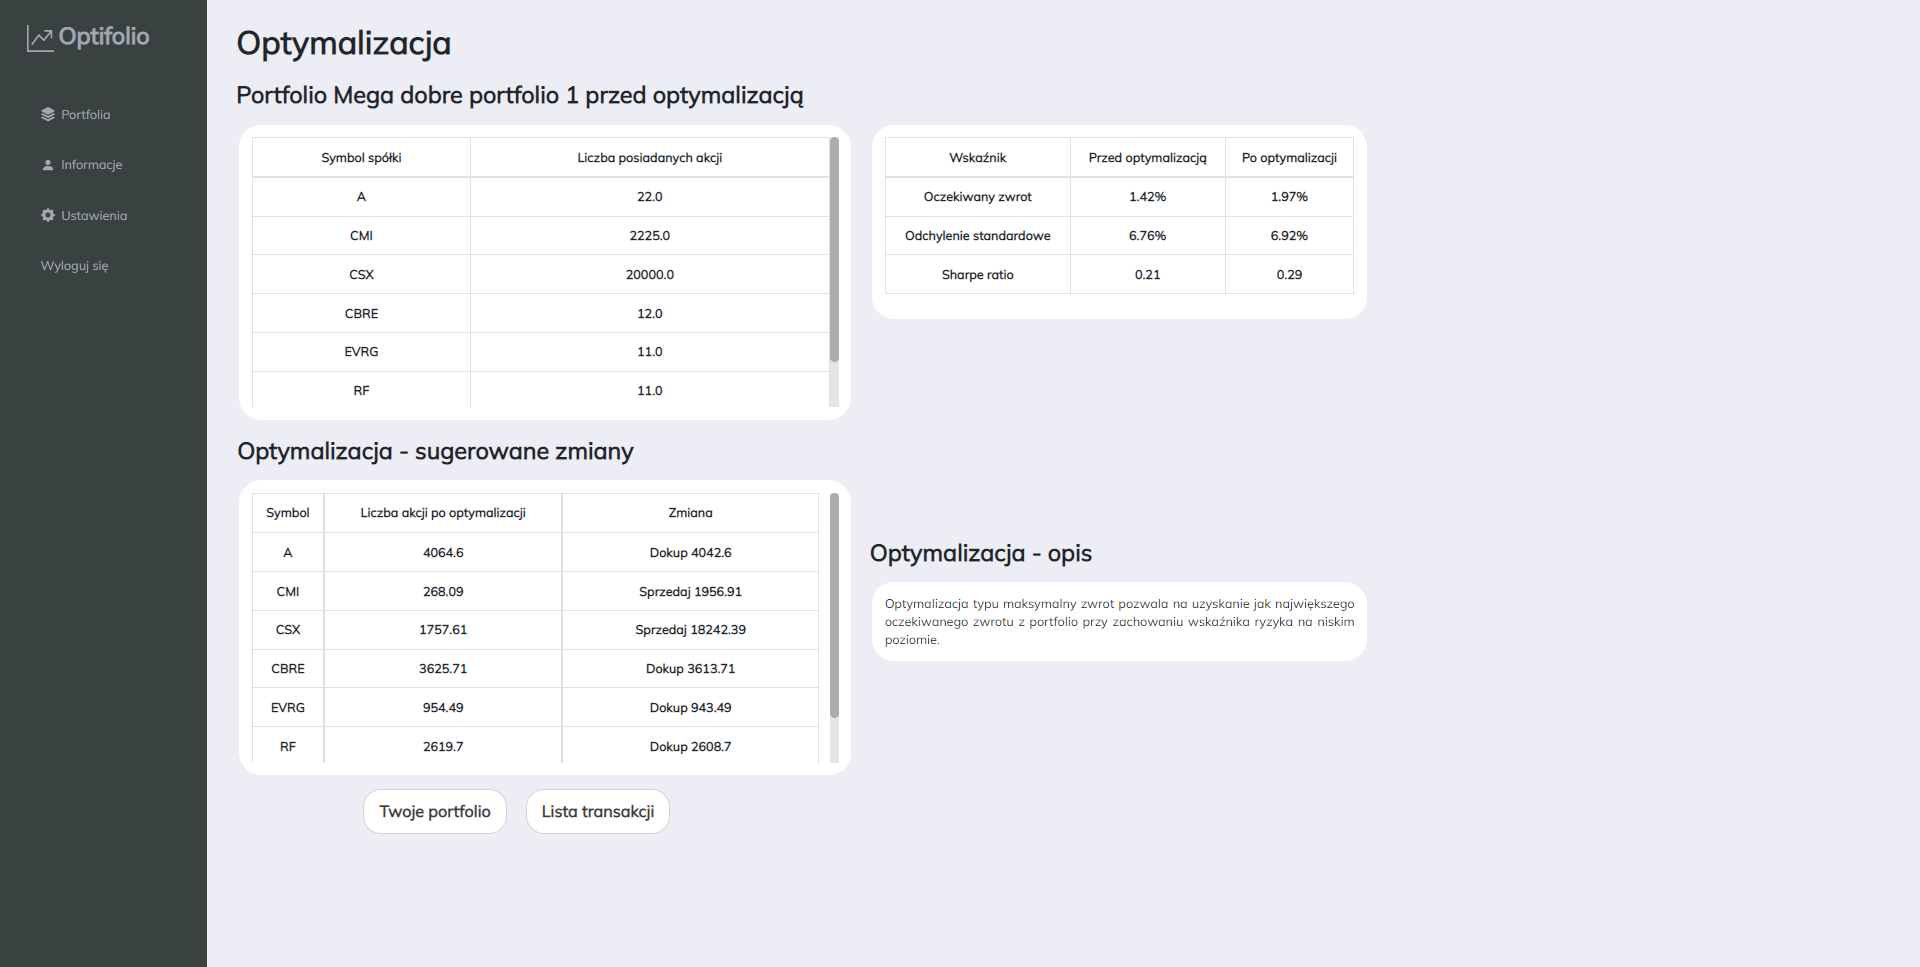 Optifolio
Portfolia
Informacje
Ustawienia
Wyloguj się
Optymalizacja
Portfolio Mega dobre portfolio 1 przed optymalizacją
Symbol spółki Liczba posiadanych akcji
A 22.0
CMI 2225.0
CSX 20000.0
CBRE 12.0
EVRG 11.0
RF 11.0
Wskaźnik Przed optymalizacją Po optymalizacji
Oczekiwany zwrot 1.42% 1.97%
Odchylenie standardowe 6.76% 6.92%
Sharpe ratio 0.21 0.29
Optymalizacja - sugerowane zmiany
Symbol Liczba akcji po optymalizacji Zmiana
A 4064.6 Dokup 4042.6
CMI 268.09 Sprzedaj 1956.91
CSX 1757.61 Sprzedaj 18242.39
CBRE 3625.71 Dokup 3613.71
EVRG 954.49 Dokup 943.49
RF 2619.7 Dokup 2608.7
Optymalizacja - opis
Optymalizacja typu maksymalny zwrot pozwala na uzyskanie jak największego
oczekiwanego zwrotu z portfolio przy zachowaniu wskaźnika ryzyka na niskim
poziomie.
Twoje portfolio
Lista transakcji